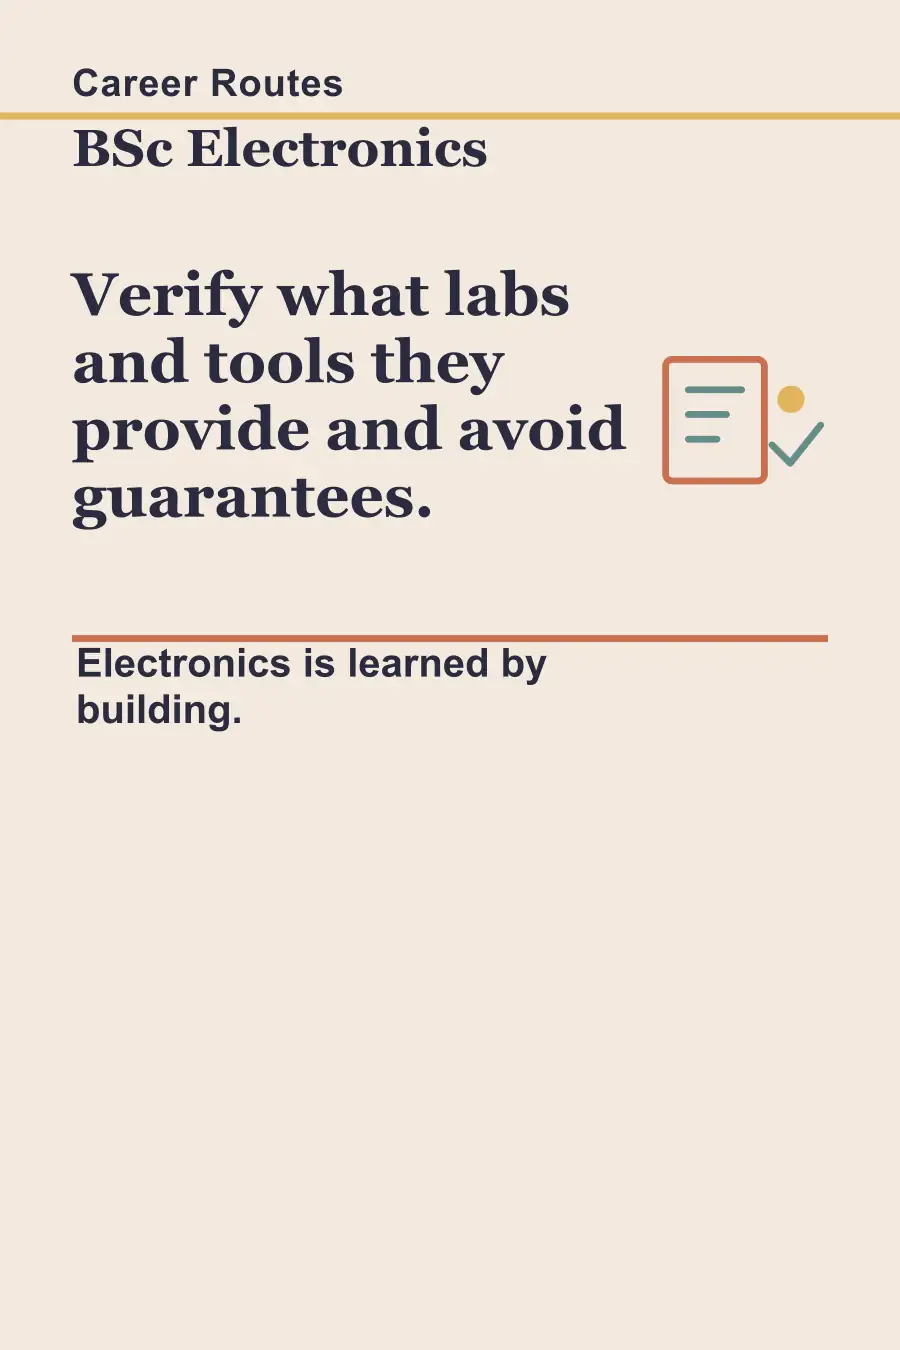 Career Routes
BSc Electronics
Verify what labs
and tools they
provide and avoid
guarantees.
Electronics is learned by
building.